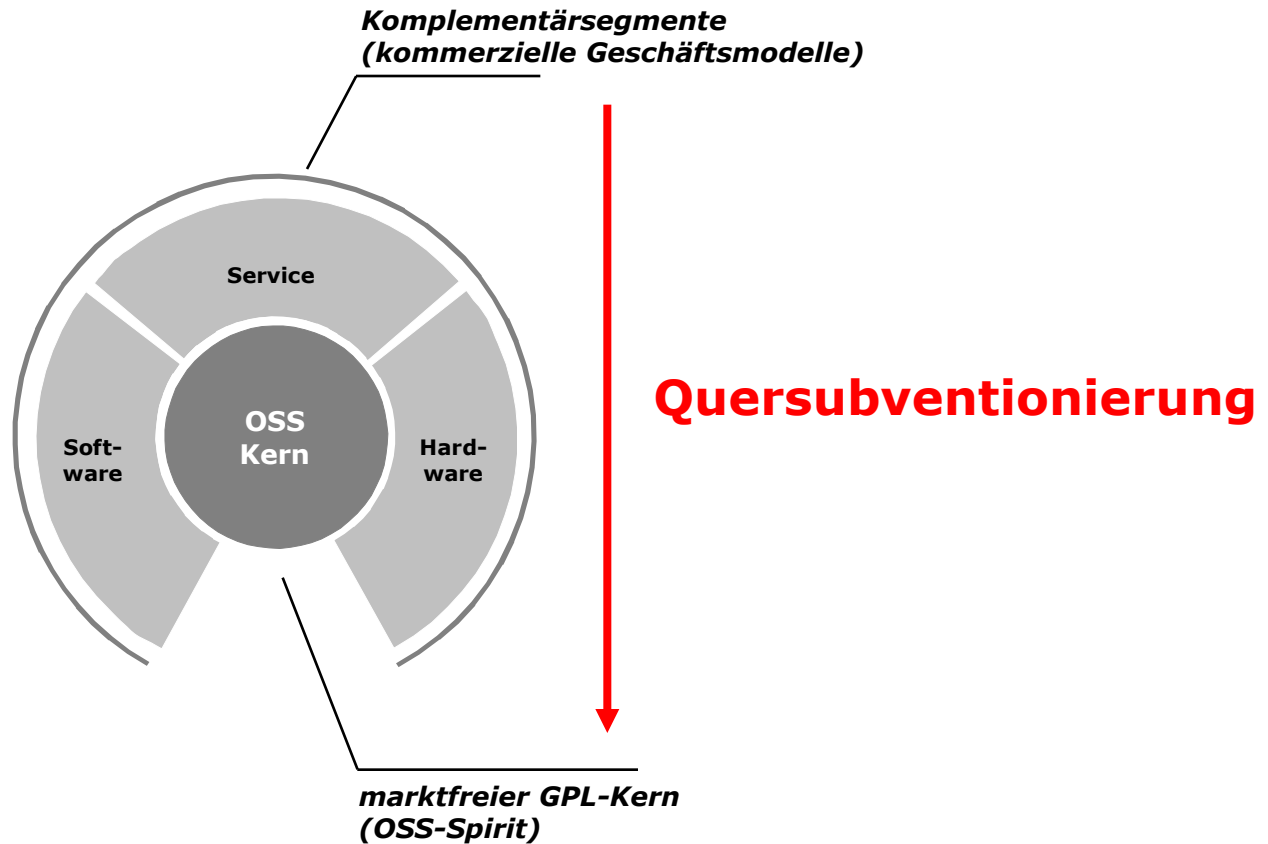 Komplementärsegmente
(kommerzielle Geschäftsmodelle)
Service
Quersubventionierung
OSS
Kern
Soft-
ware
Hard-
ware
marktfreier GPL-Kern
(OSS-Spirit)